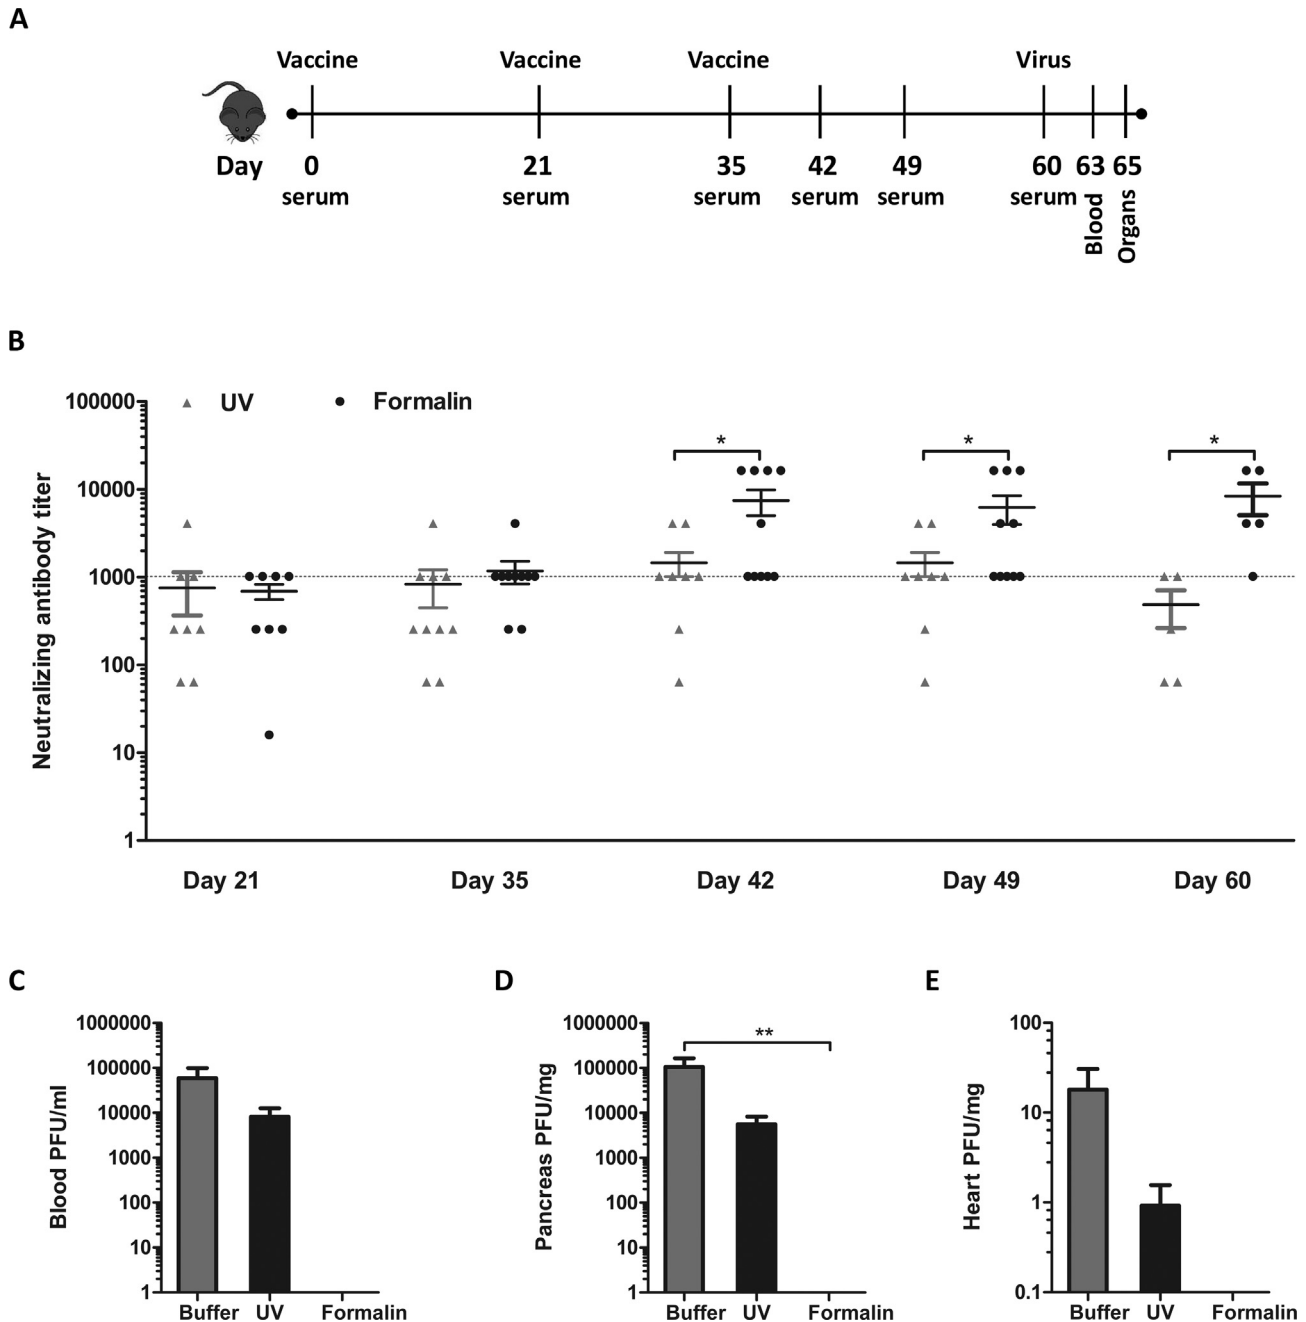 A
Vaccine Vaccine Vaccine Virus
Day 0 21 35 42 49 60 63 65
serum serum serum serum serum serum
Blood
Organs
B
UV Formalin
Neutralizing antibody titer
100000
10000
1000
100
10
1
* * *
Day 21 Day 35 Day 42 Day 49 Day 60
C
Blood PFU/ml
1000000
100000
10000
1000
100
10
1
Buffer UV Formalin
D
Pancreas PFU/mg
1000000
100000
10000
1000
100
10
1
**
Buffer UV Formalin
E
Heart PFU/mg
100
10
1
0.1
Buffer UV Formalin